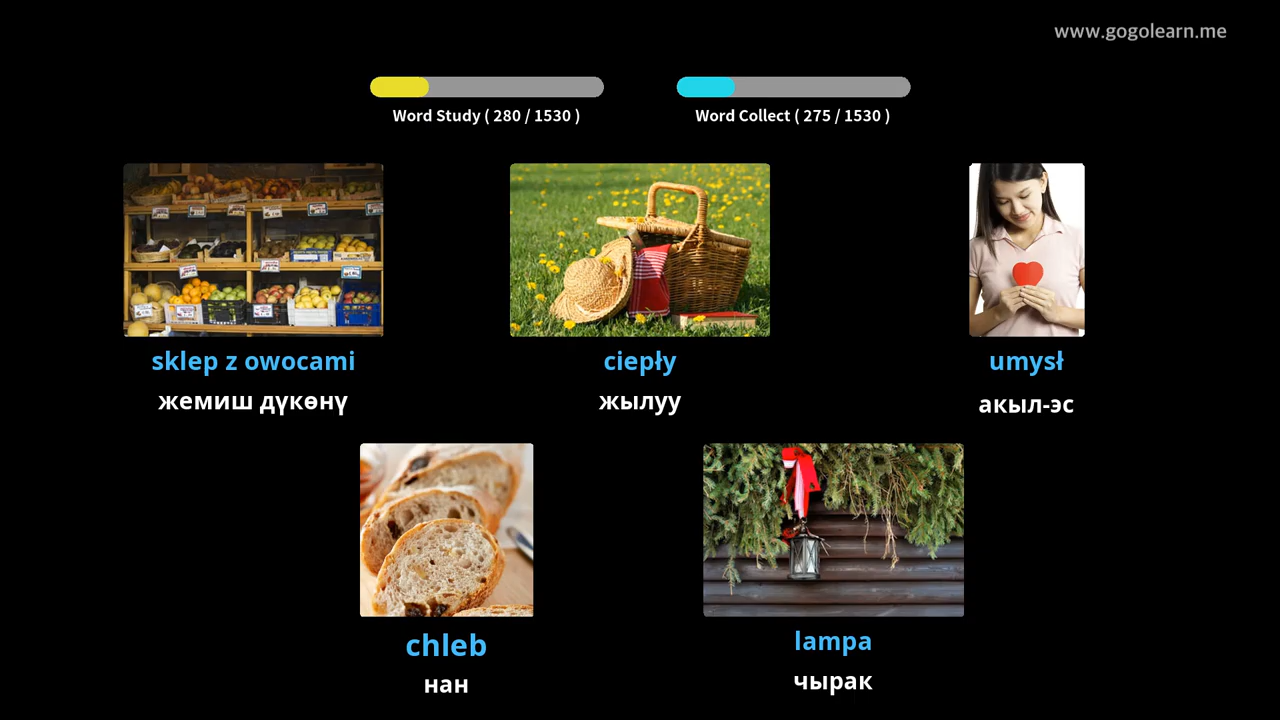 www.gogolearn.me
Word Study ( 280 / 1530 )
Word Collect ( 275 / 1530 )
sklep z owocami
жемиш дүкөнү
ciepły
жылуу
umysł
акыл-эс
chleb
нан
lampa
чырак